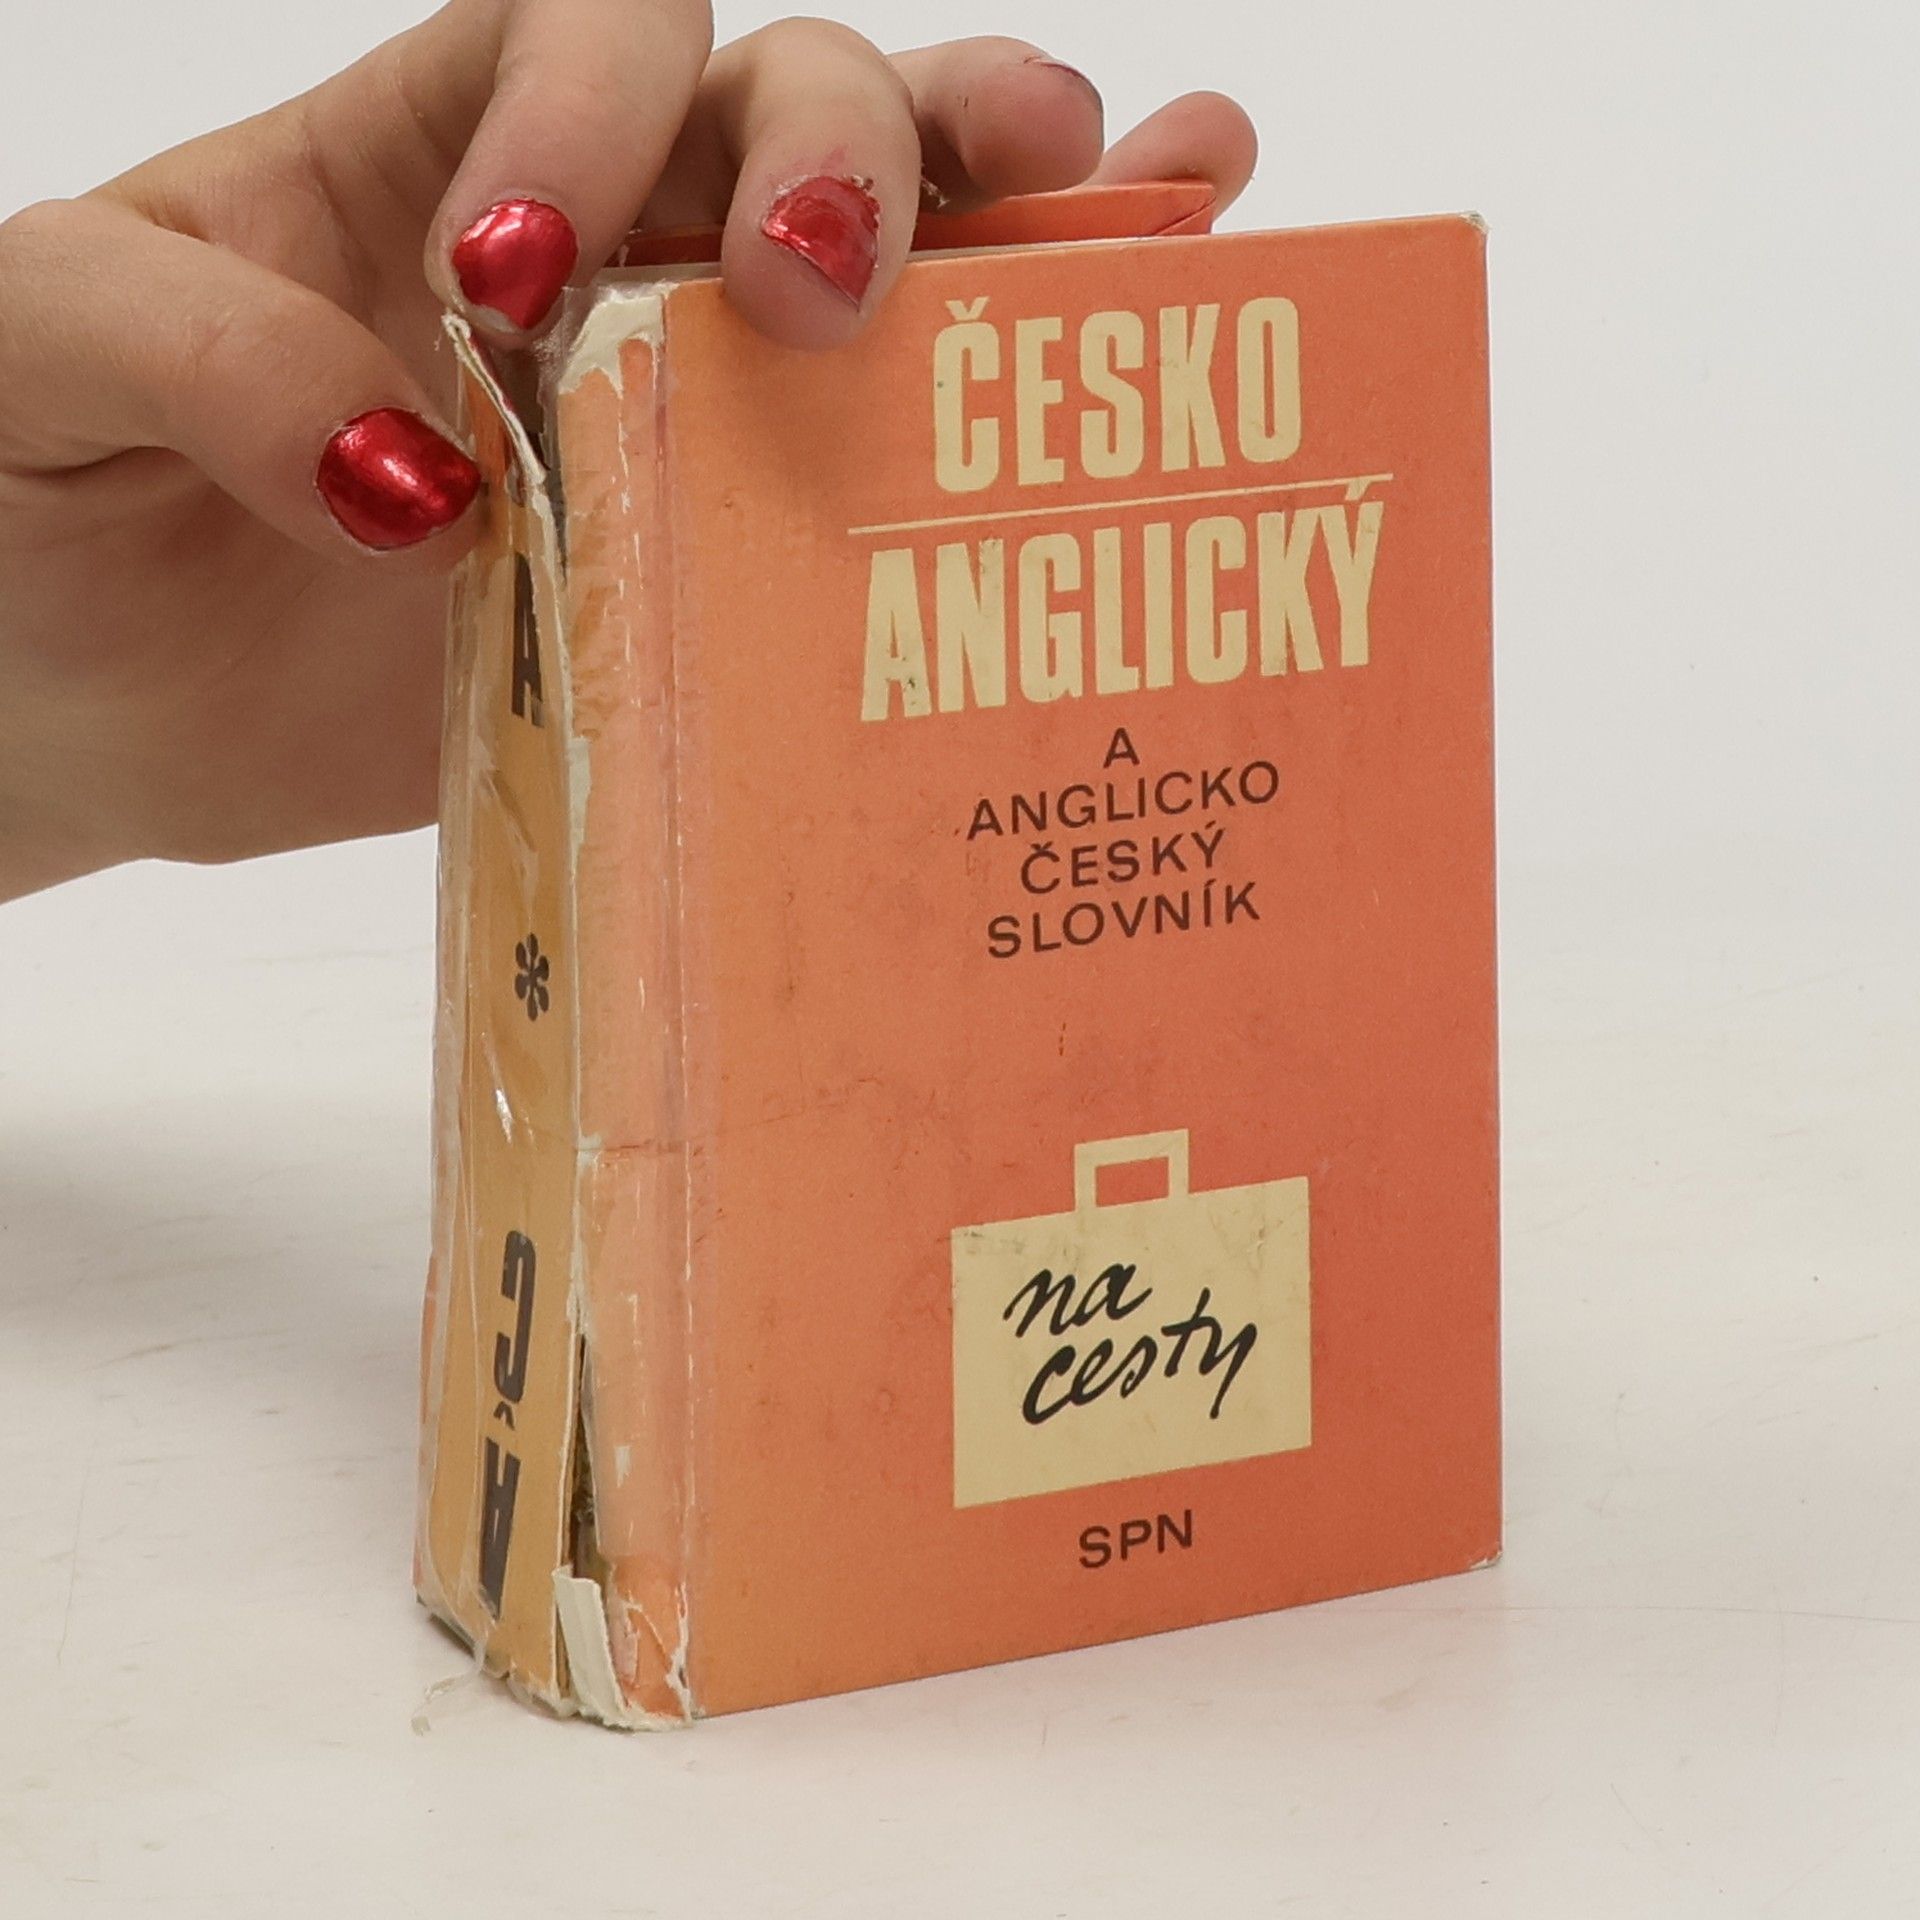 ČESKO
ANGLICKÝ
A
ANGLICKO
ČESKÝ
SLOVNÍK
na
cesty
SPN